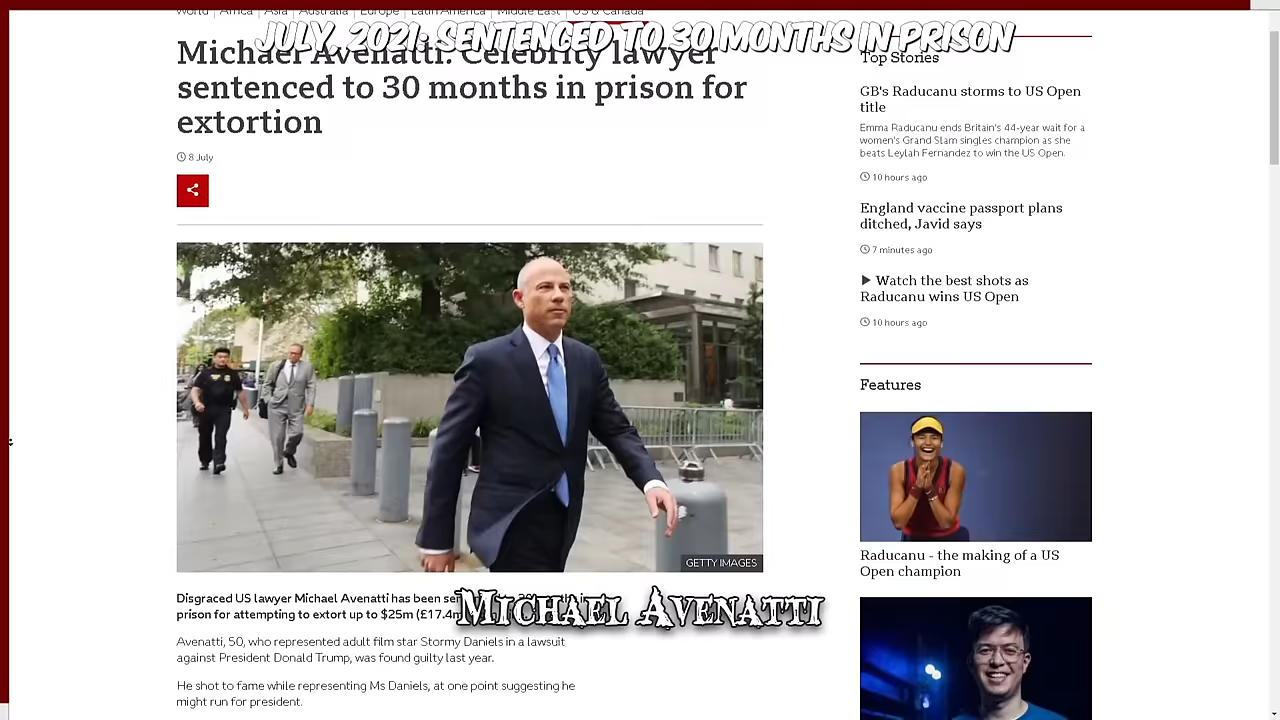 World Africa Asia Australia Europe Latin America Middle East US & Canada
JULY, 2021: SENTENCED TO 30 MONTHS IN PRISON
Michael Avenatti: Celebrity lawyer
sentenced to 30 months in prison for
extortion
8 July
GETTY IMAGES
Disgraced US lawyer Michael Avenatti has been
prison for attempting to extort up to $25m
Michael Avenatti
Avenatti, 50, who represented adult film star Stormy Daniels in a lawsuit
against President Donald Trump, was found guilty last year.
He shot to fame while representing Ms Daniels, at one point suggesting he
might run for president.
Top Stories
GB's Raducanu storms to US Open
title
Emma Raducanu ends Britain's 44-year wait for a
women's Grand Slam singles champion as she
beats Leylah Fernandez to win the US Open.
10 hours ago
England vaccine passport plans
ditched, Javid says
7 minutes ago
Watch the best shots as
Raducanu wins US Open
10 hours ago
Features
Raducanu - the making of a US
Open champion